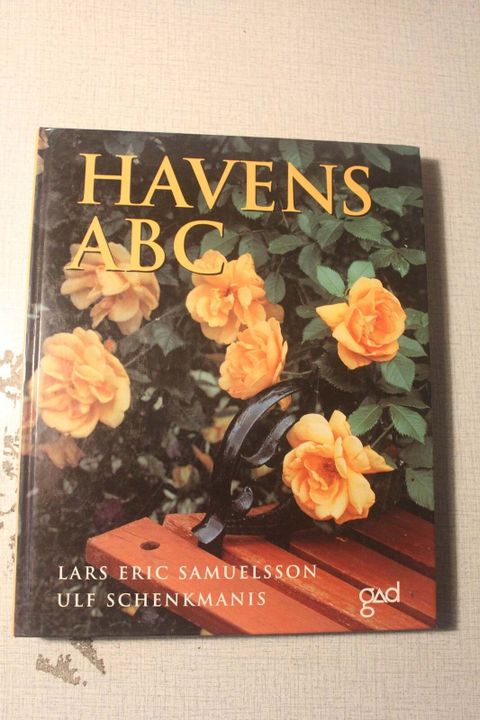 HAVENS
ABC
LARS ERIC SAMUELSSON
ULF SCHENKMANIS
gad